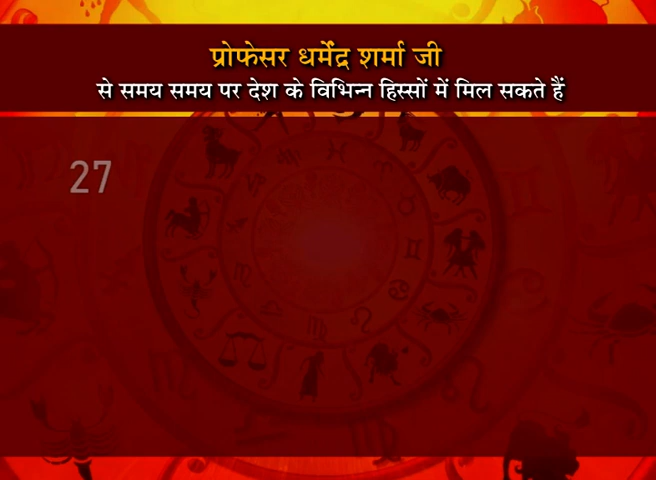 प्रोफेसर धर्मेंद्र शर्मा जी
से समय समय पर देश के विभिन्न हिस्सों में मिल सकते हैं
27